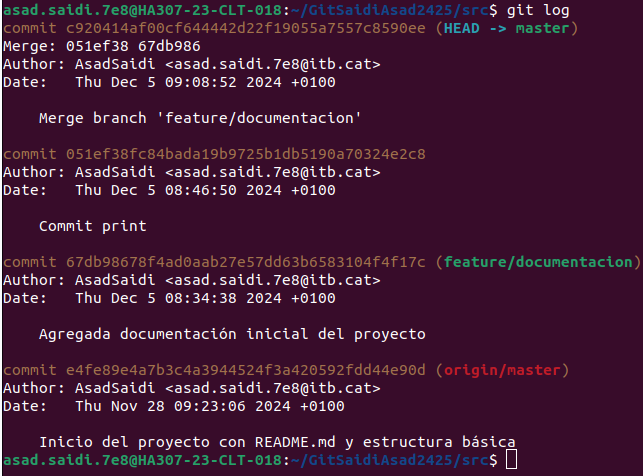 asad.saidi.7e8@HA307-23-CLT-018:~/GitSaidiAsad2425/src$ git log
commit c920414af00cf644442d22f19055a7557c8590ee (HEAD -> master)
Merge: 051ef38 67db986
Author: AsadSaidi <asad.saidi.7e8@itb.cat>
Date:   Thu Dec 5 09:08:52 2024 +0100

    Merge branch 'feature/documentacion'

commit 051ef38fc84bada19b9725b1db5190a70324e2c8
Author: AsadSaidi <asad.saidi.7e8@itb.cat>
Date:   Thu Dec 5 08:46:50 2024 +0100

    Commit print

commit 67db98678f4ad0aab27e57dd63b6583104f4f17c (feature/documentacion)
Author: AsadSaidi <asad.saidi.7e8@itb.cat>
Date:   Thu Dec 5 08:34:38 2024 +0100

    Agregada documentación inicial del proyecto

commit e4fe89e4a7b3c4a3944524f3a420592fdd44e90d (origin/master)
Author: AsadSaidi <asad.saidi.7e8@itb.cat>
Date:   Thu Nov 28 09:23:06 2024 +0100

    Inicio del proyecto con README.md y estructura básica
asad.saidi.7e8@HA307-23-CLT-018:~/GitSaidiAsad2425/src$